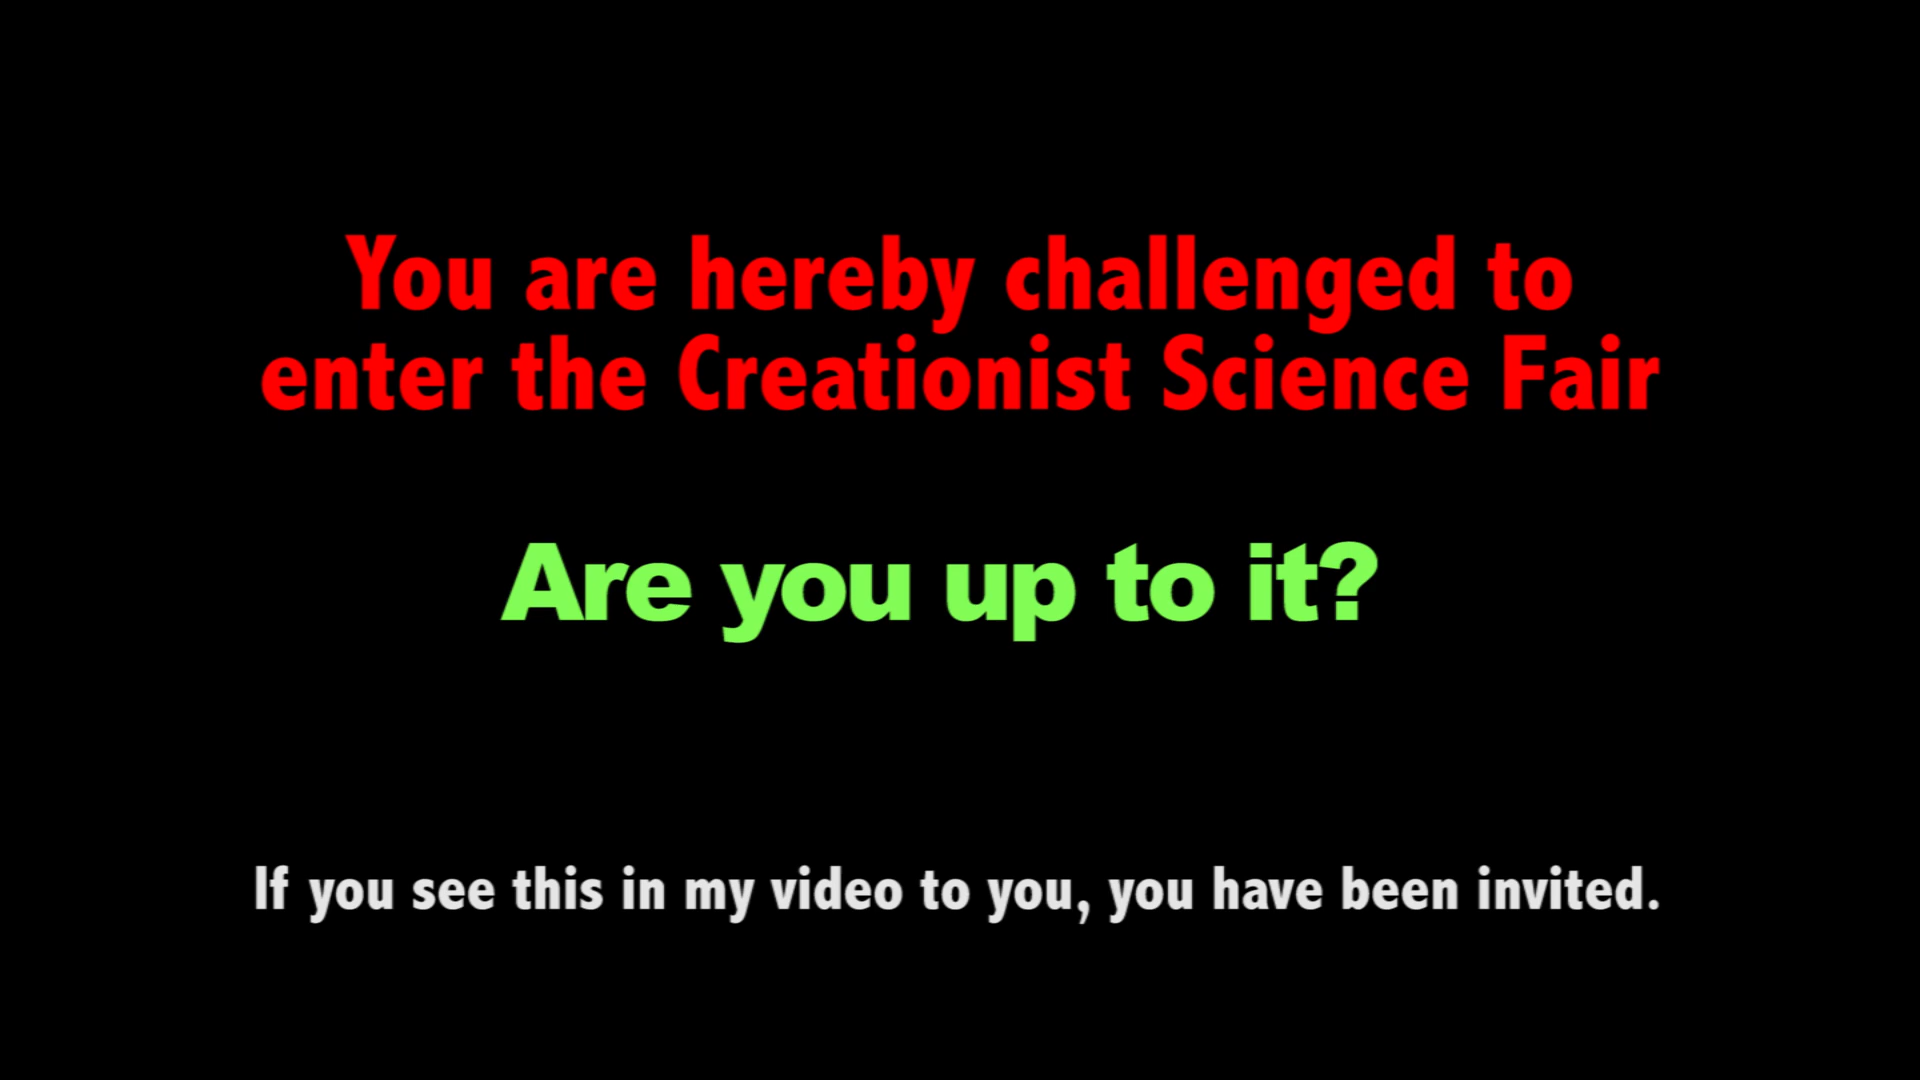 You are hereby challenged to
enter the Creationist Science Fair
Are you up to it?
If you see this in my video to you, you have been invited.